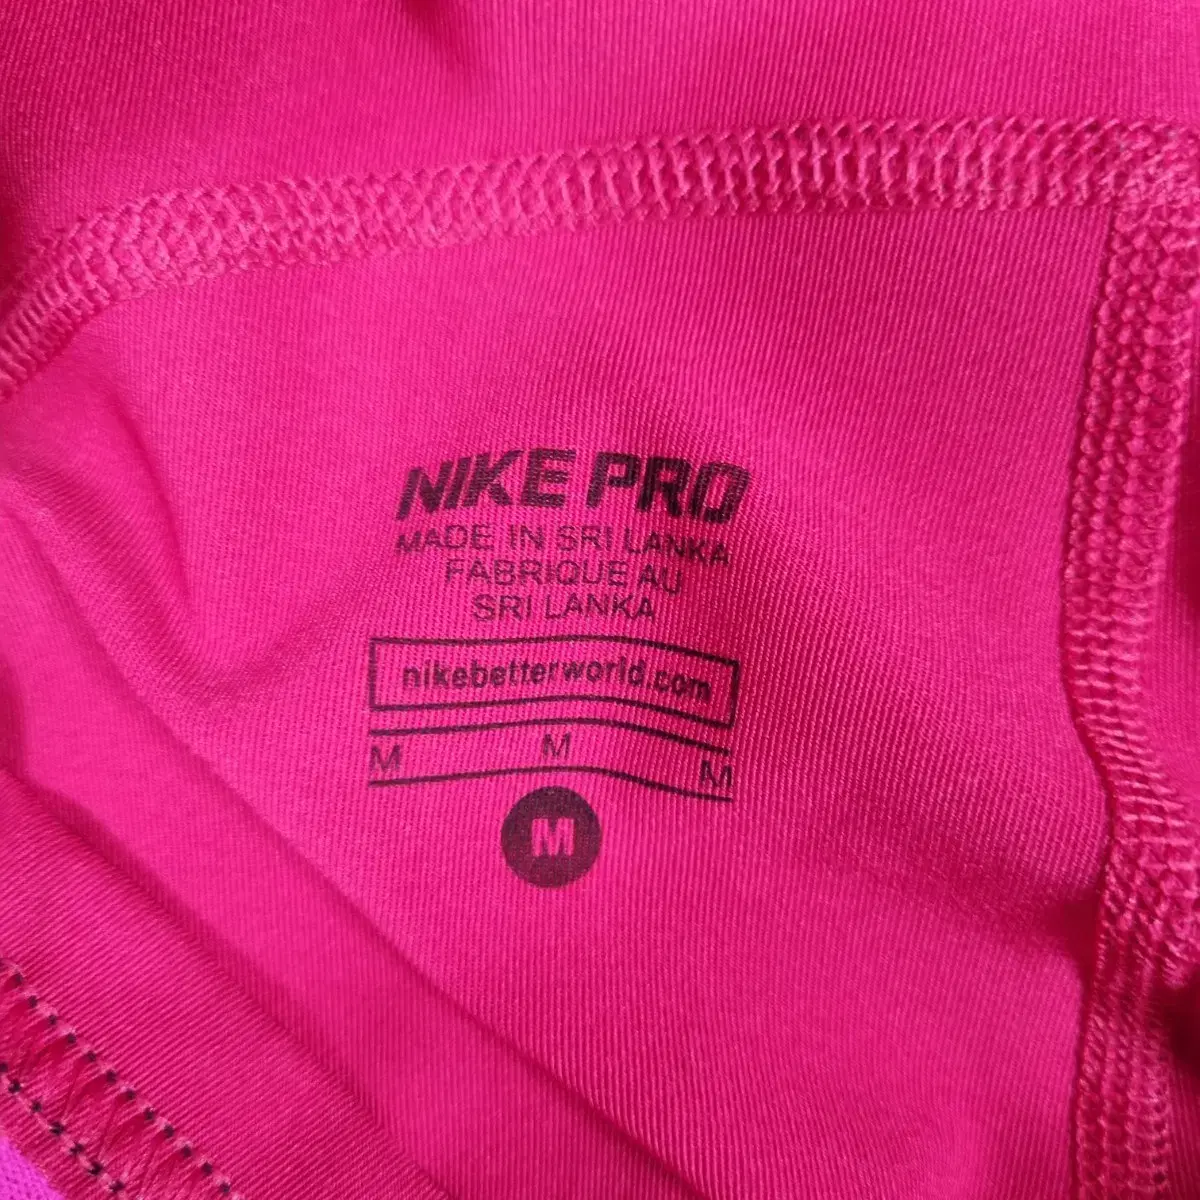 NIKE PRO
MADE IN SRI LANKA
FABRIQUE AU
SRI LANKA
nikebetterworld.com
M M M
M